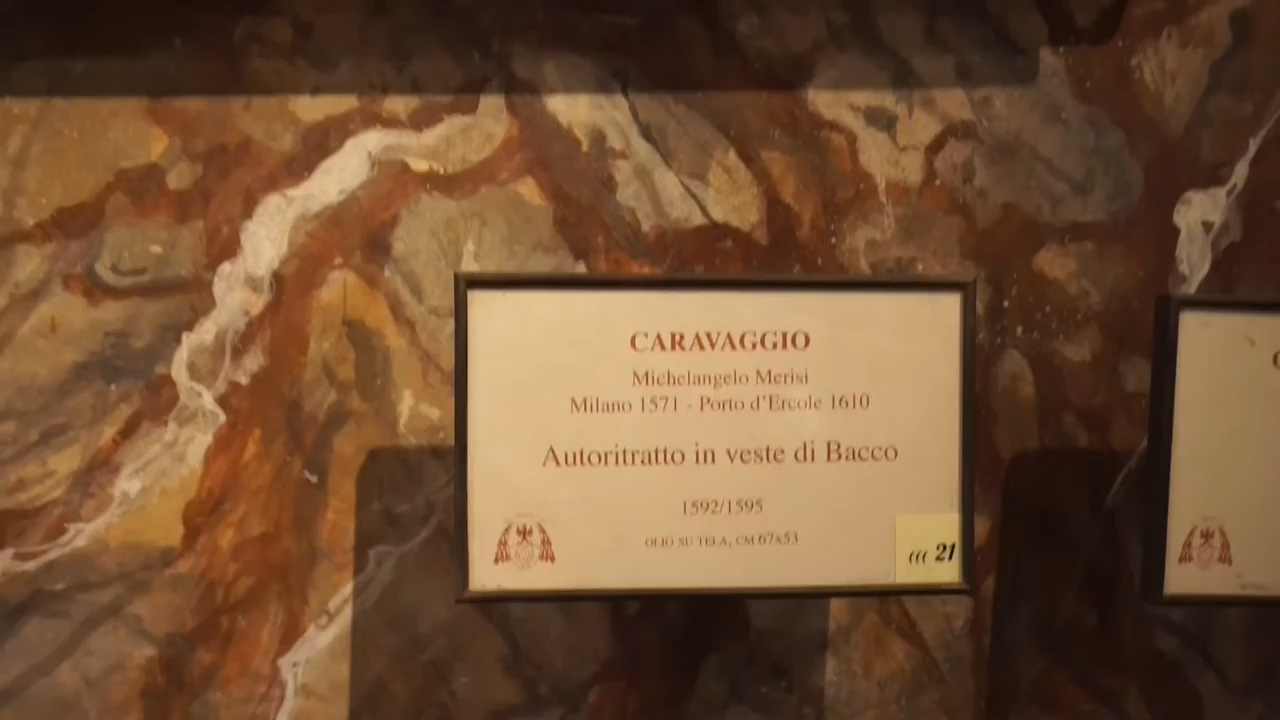 CARAVAGGIO
Michelangelo Merisi
Milano 1571 - Porto d'Ercole 1610
Autoritratto in veste di Bacco
1592/1595
OLIO SU TELA, CM 67x53
((( 21